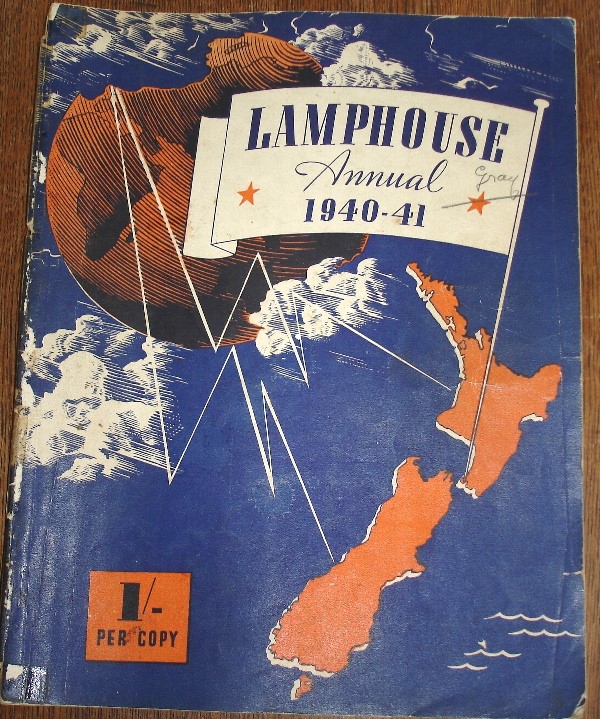 LAMPHOUSE
Annual
Gray
1940-41
1/-
PER COPY